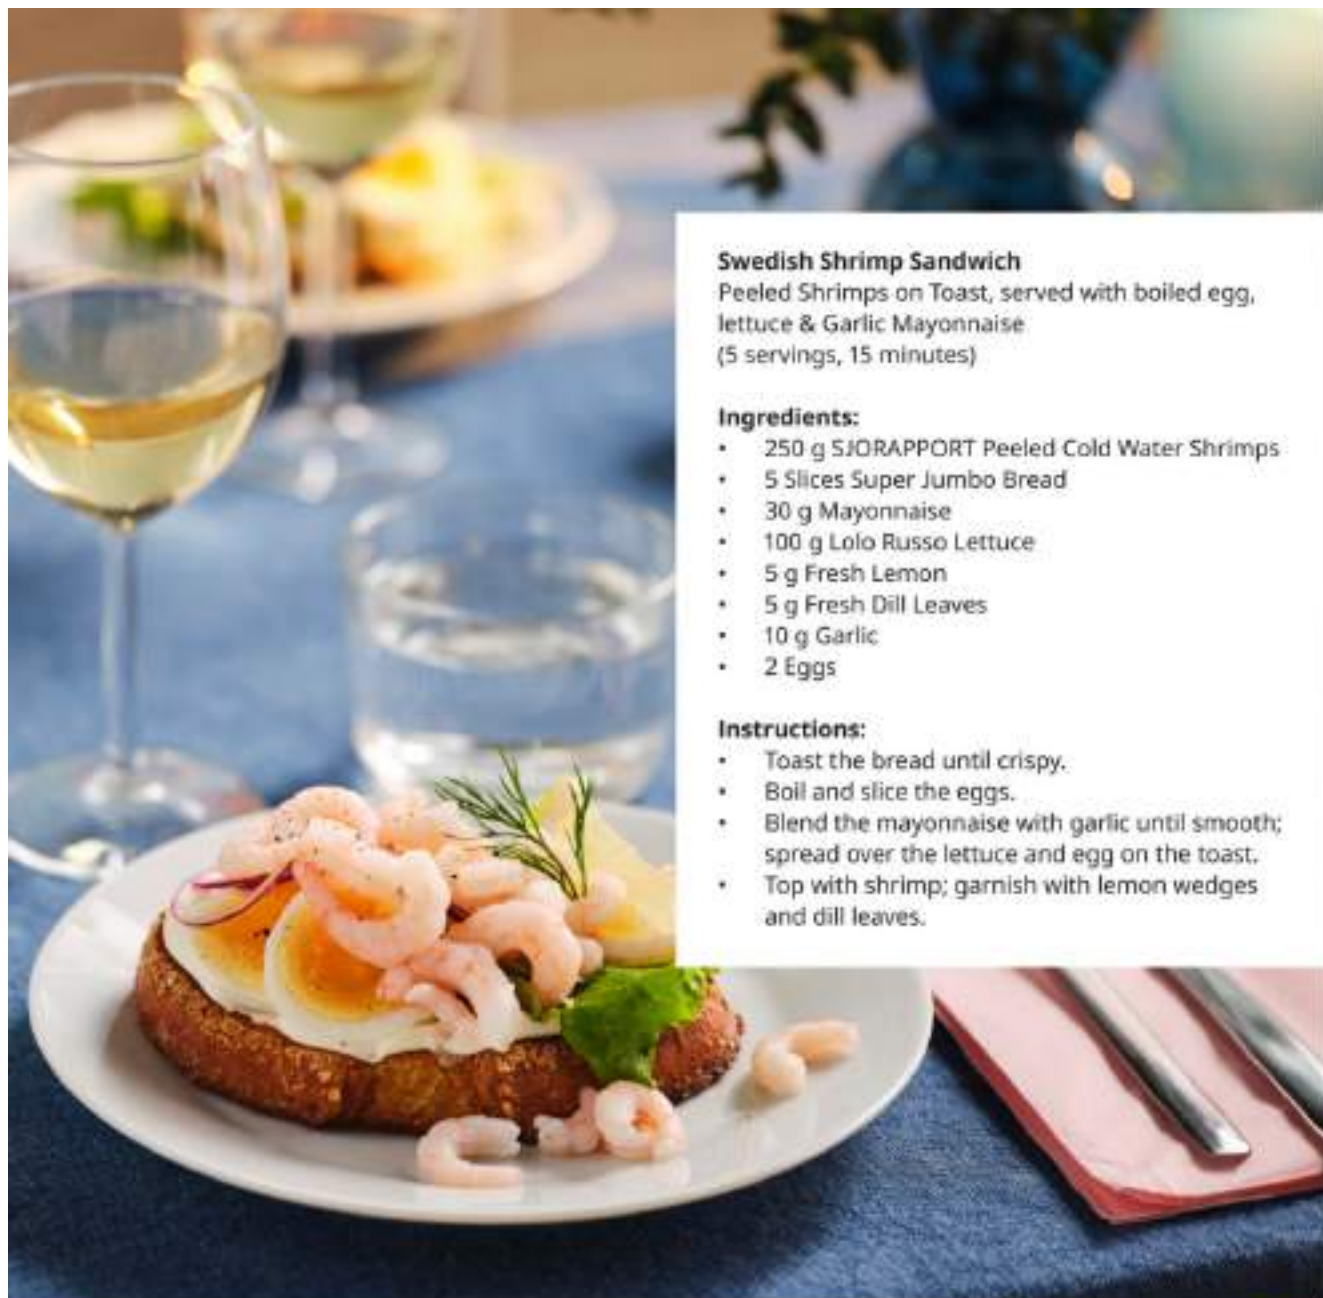 Swedish Shrimp Sandwich
Peeled Shrimps on Toast, served with boiled egg,
lettuce & Garlic Mayonnaise
(5 servings, 15 minutes)
Ingredients:
• 250 g SJORAPPORT Peeled Cold Water Shrimps
• 5 Slices Super Jumbo Bread
• 30 g Mayonnaise
• 100 g Lolo Russo Lettuce
• 5 g Fresh Lemon
• 5 g Fresh Dill Leaves
• 10 g Garlic
• 2 Eggs
Instructions:
• Toast the bread until crispy.
• Boil and slice the eggs.
• Blend the mayonnaise with garlic until smooth;
spread over the lettuce and egg on the toast.
• Top with shrimp; garnish with lemon wedges
and dill leaves.